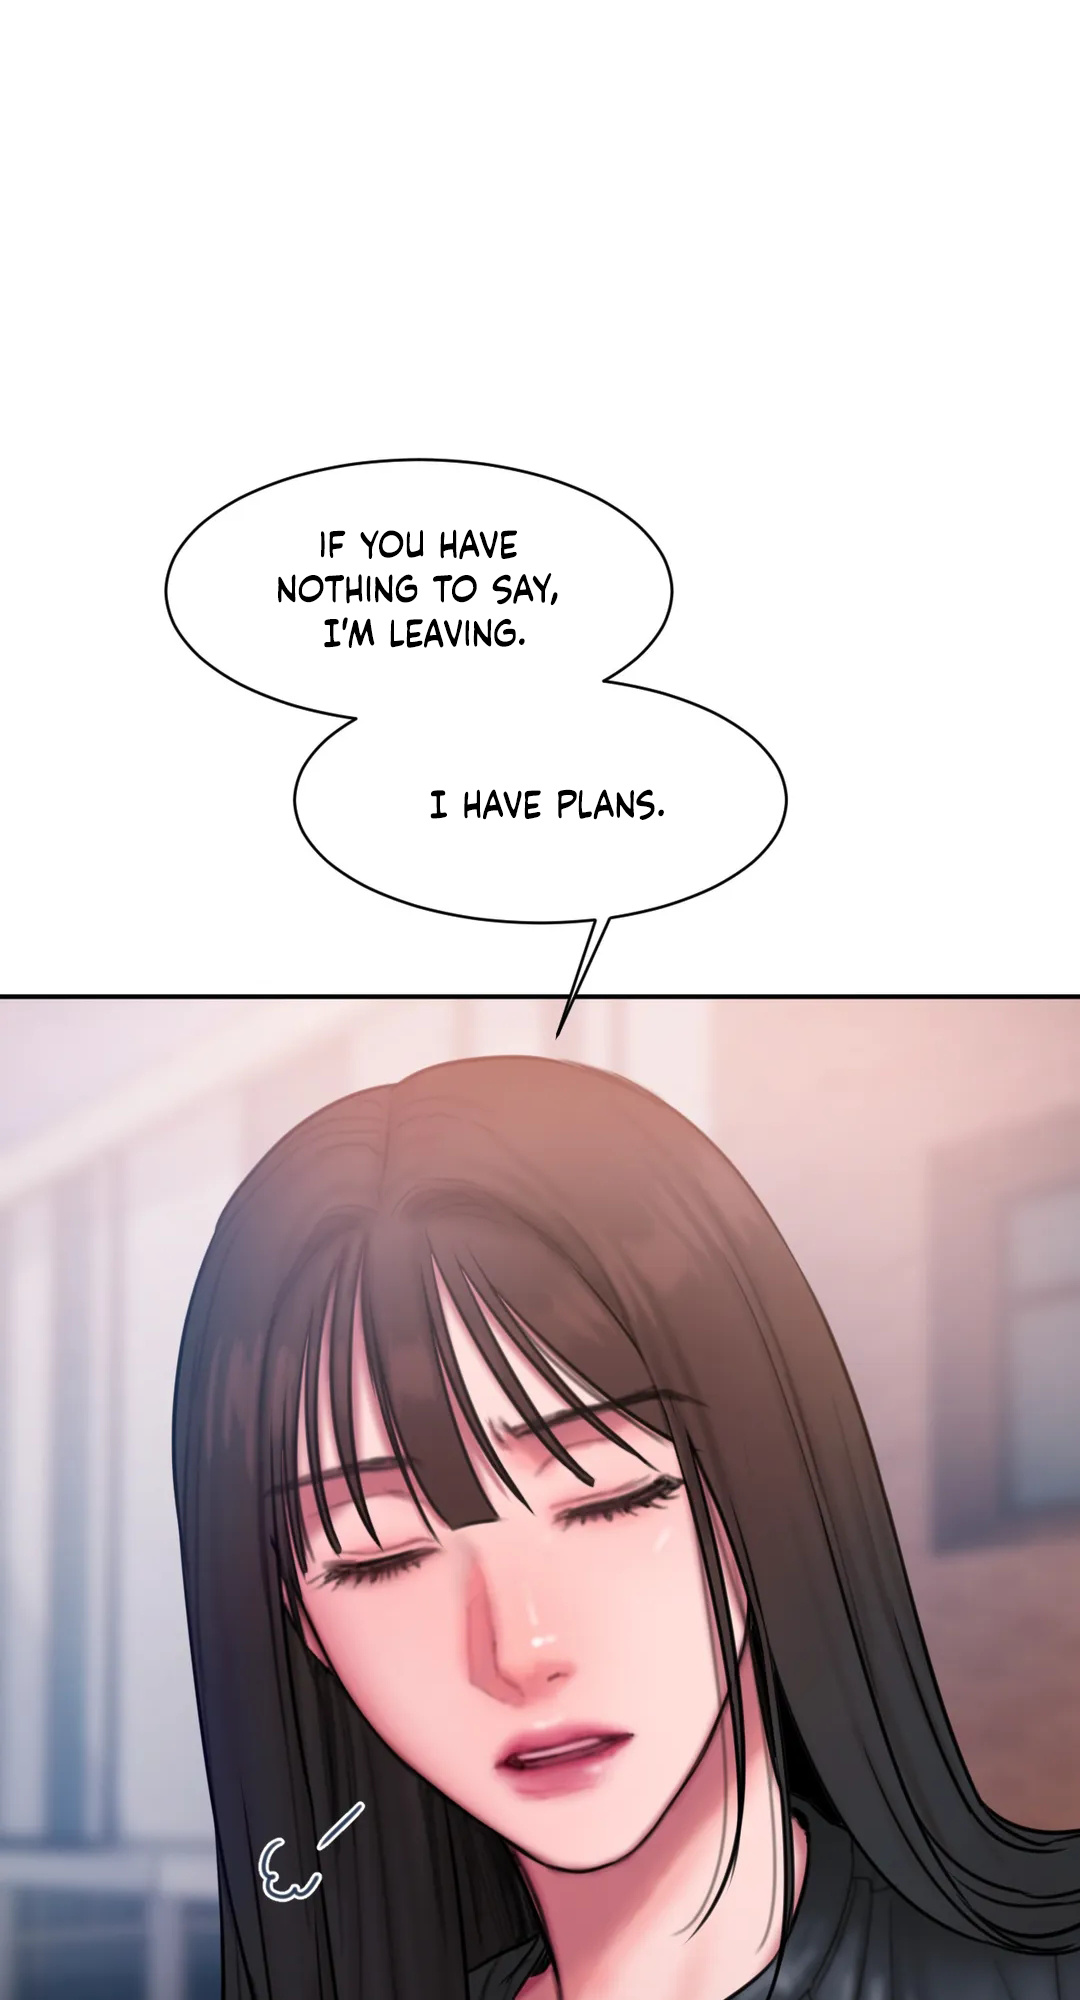 IF YOU HAVE
NOTHING TO SAY,
I'M LEAVING.
I HAVE PLANS.